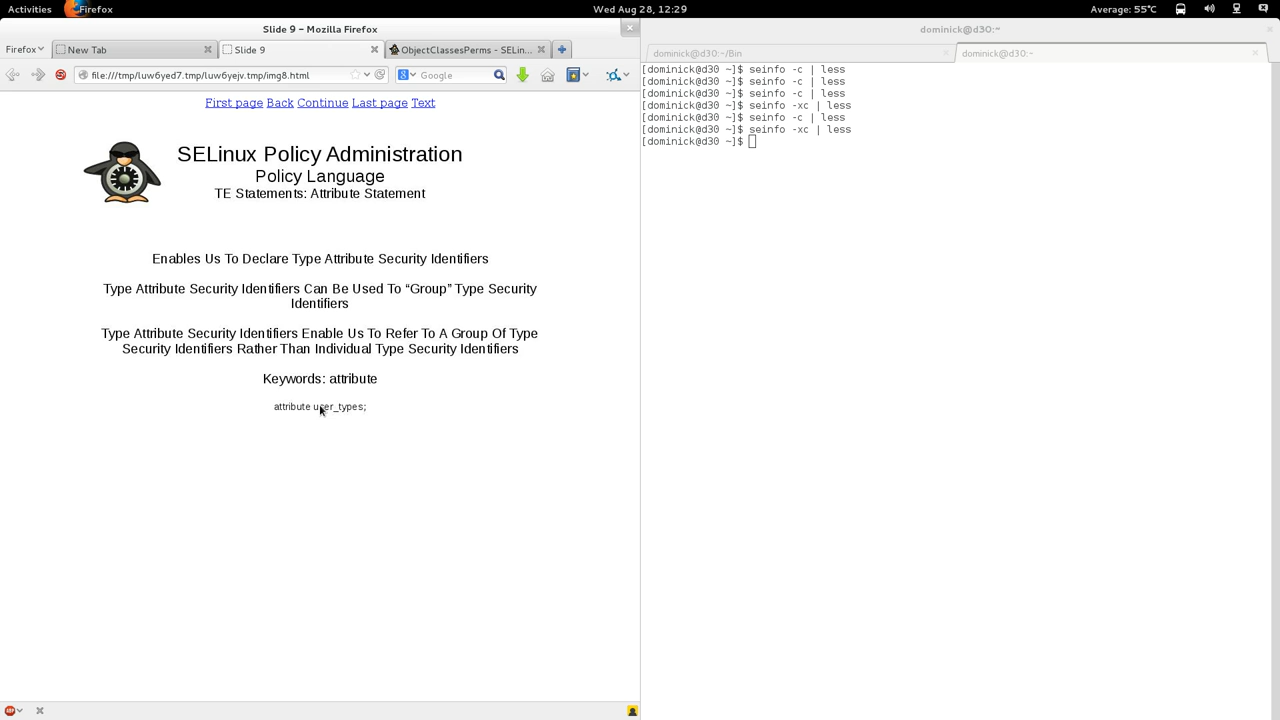 Activities
Firefox
Wed Aug 28, 12:29
Average: 55°C
Slide 9 - Mozilla Firefox
Firefox
New Tab
Slide 9
ObjectClassesPerms - SELin...
file:///tmp/luw6yed7.tmp/luw6yejv.tmp/img8.html
Google
First page Back Continue Last page Text
SELinux Policy Administration
Policy Language
TE Statements: Attribute Statement
Enables Us To Declare Type Attribute Security Identifiers
Type Attribute Security Identifiers Can Be Used To “Group” Type Security
Identifiers
Type Attribute Security Identifiers Enable Us To Refer To A Group Of Type
Security Identifiers Rather Than Individual Type Security Identifiers
Keywords: attribute
attribute user_types;
ABP
dominick@d30:~
dominick@d30:~/Bin
dominick@d30:~
[dominick@d30 ~]$ seinfo -c | less
[dominick@d30 ~]$ seinfo -c | less
[dominick@d30 ~]$ seinfo -c | less
[dominick@d30 ~]$ seinfo -xc | less
[dominick@d30 ~]$ seinfo -c | less
[dominick@d30 ~]$ seinfo -xc | less
[dominick@d30 ~]$